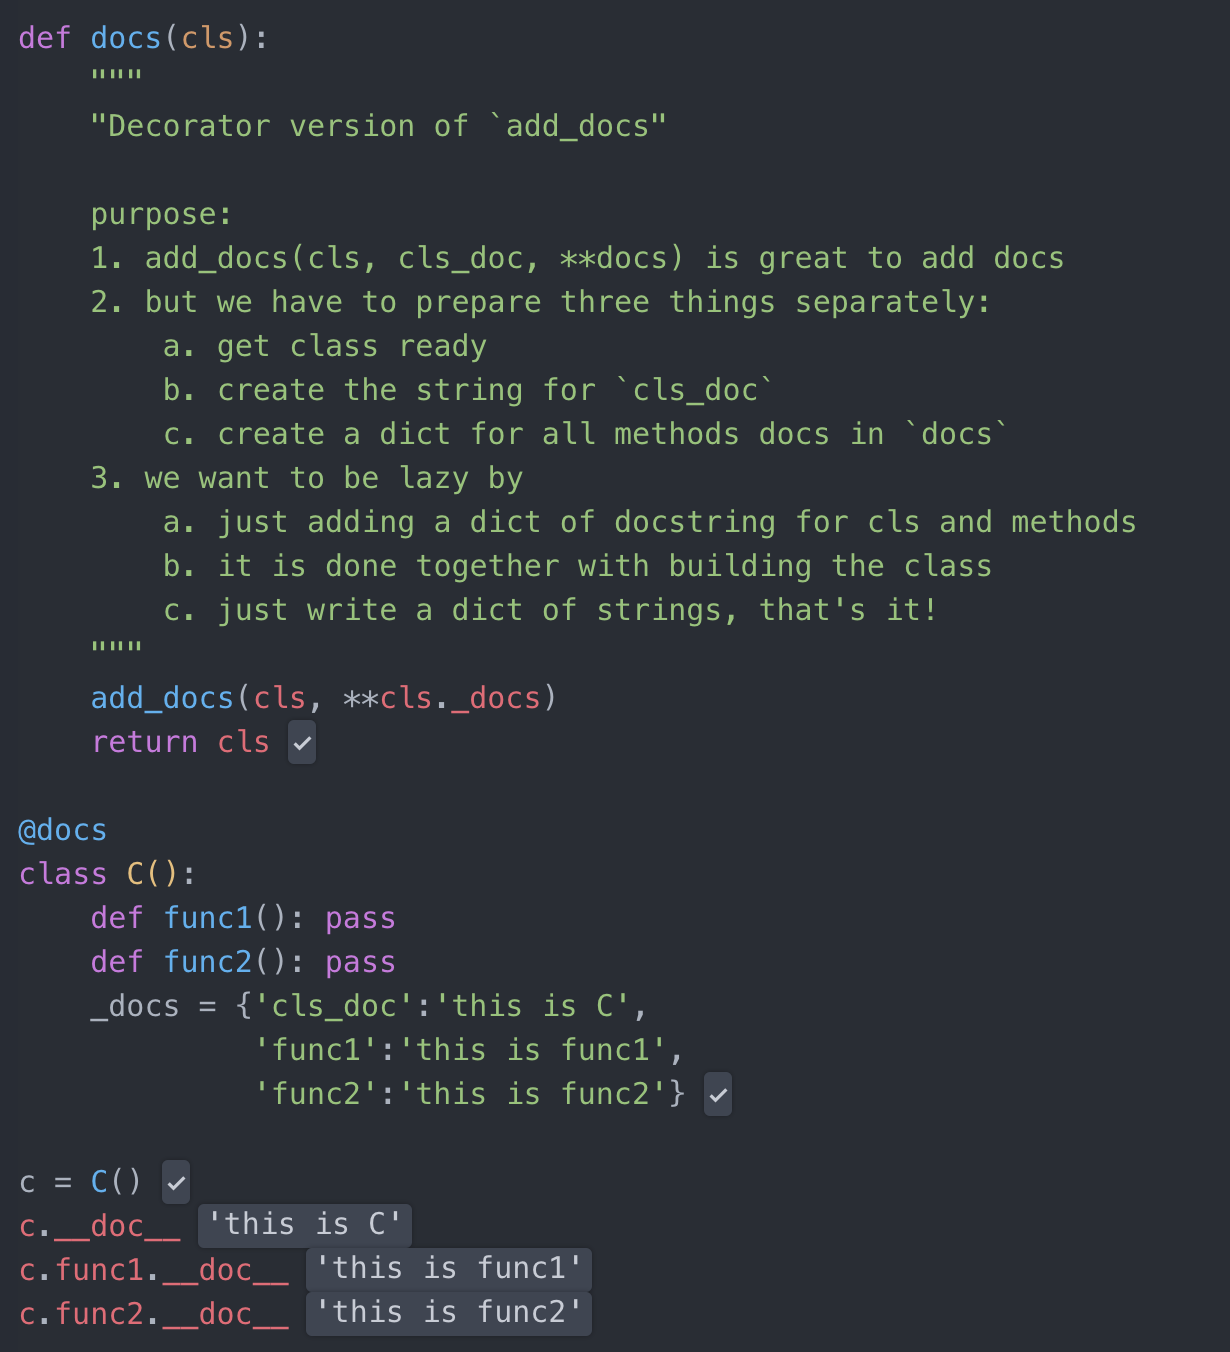 def docs(cls):
    """
    "Decorator version of `add_docs"
    purpose:
    1. add_docs(cls, cls_doc, **docs) is great to add docs
    2. but we have to prepare three things separately:
        a. get class ready
        b. create the string for `cls_doc`
        c. create a dict for all methods docs in `docs`
    3. we want to be lazy by
        a. just adding a dict of docstring for cls and methods
        b. it is done together with building the class
        c. just write a dict of strings, that's it!
    """
    add_docs(cls, **cls._docs)
    return cls ✓
@docs
class C():
    def func1(): pass
    def func2(): pass
    _docs = {'cls_doc':'this is C',
             'func1':'this is func1',
             'func2':'this is func2'} ✓
c = C() ✓
c.__doc__ 'this is C'
c.func1.__doc__ 'this is func1'
c.func2.__doc__ 'this is func2'